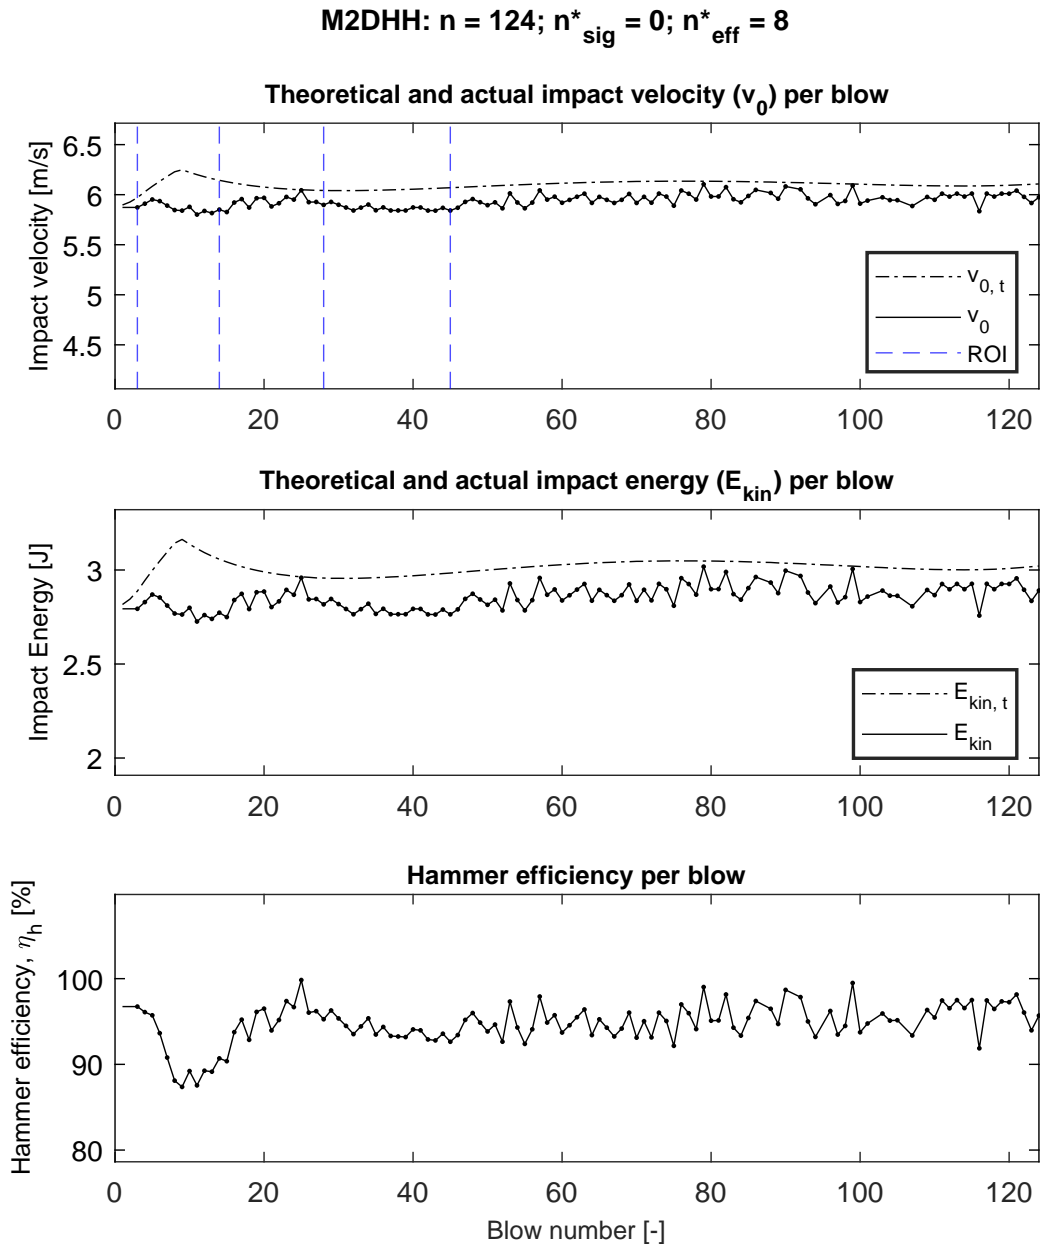 M2DHH: n = 124; n*sig = 0; n*eff = 8
Theoretical and actual impact velocity (v0) per blow
Impact velocity [m/s]
6.5
6
5.5
5
4.5
v0, t
v0
ROI
0 20 40 60 80 100 120
Theoretical and actual impact energy (Ekin) per blow
Impact Energy [J]
3
2.5
2
Ekin, t
Ekin
0 20 40 60 80 100 120
Hammer efficiency per blow
Hammer efficiency, ηh [%]
100
90
80
0 20 40 60 80 100 120
Blow number [-]